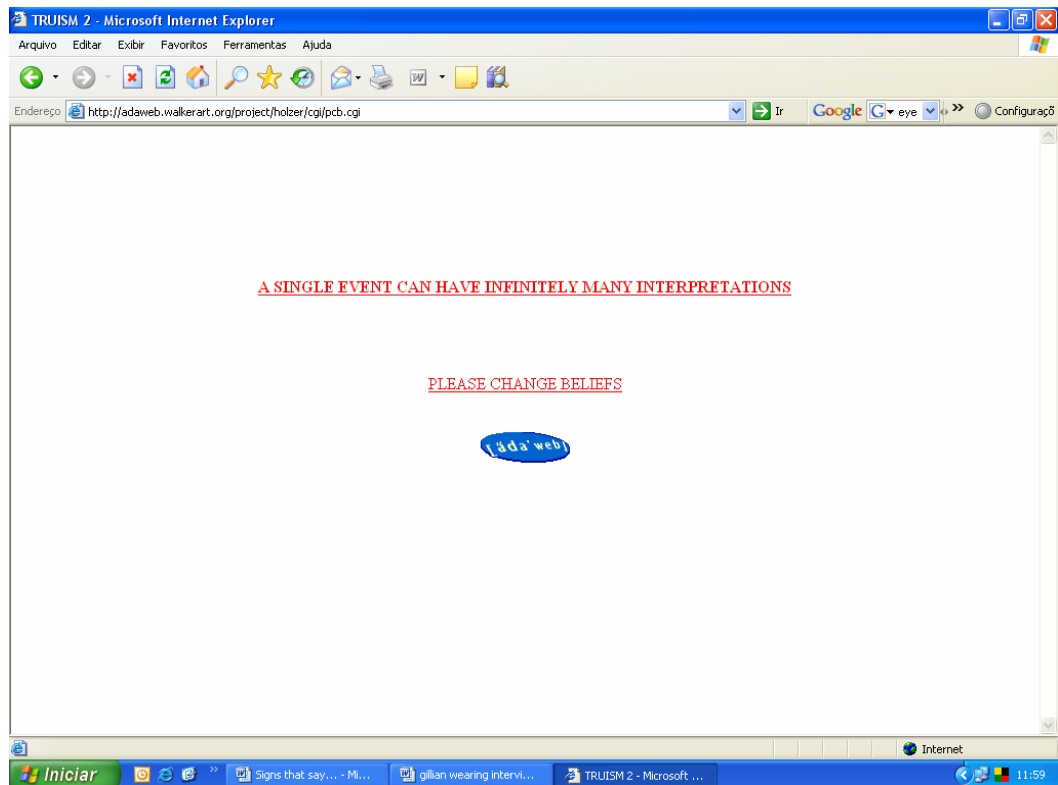 TRUISM 2 - Microsoft Internet Explorer
Arquivo Editar Exibir Favoritos Ferramentas Ajuda
Endereço http://adaweb.walkerart.org/project/holzer/cgi/pcb.cgi Ir Google G eye » Configuraçõ
A SINGLE EVENT CAN HAVE INFINITELY MANY INTERPRETATIONS
PLEASE CHANGE BELIEFS
[äda'web]
Internet
Iniciar » Signs that say... - Mi... gillian wearing intervi... TRUISM 2 - Microsoft ... 11:59